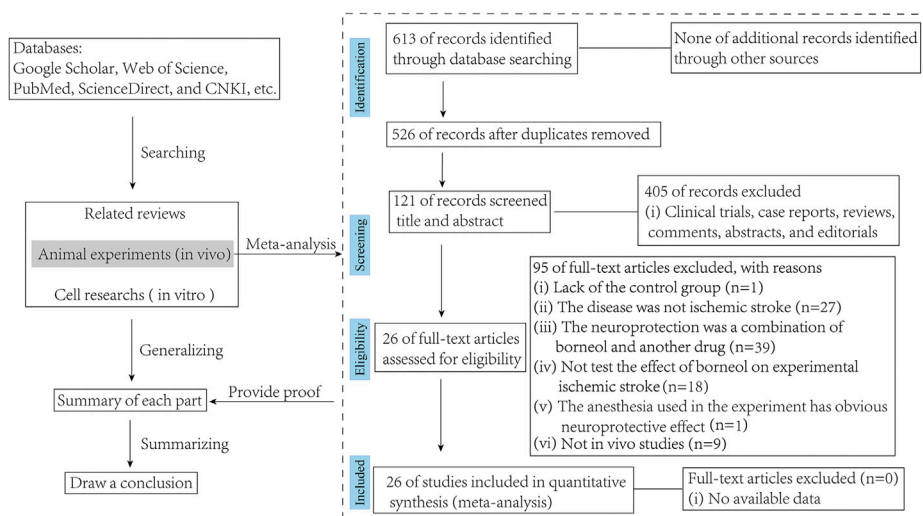 Databases:
Google Scholar, Web of Science,
PubMed, ScienceDirect, and CNKI, etc.
Searching
Related reviews
Animal experiments (in vivo)
Cell researchs ( in vitro )
Meta-analysis
Generalizing
Summary of each part
Provide proof
Summarizing
Draw a conclusion
Identification
613 of records identified
through database searching
None of additional records identified
through other sources
526 of records after duplicates removed
Screening
121 of records screened
title and abstract
405 of records excluded
(i) Clinical trials, case reports, reviews,
comments, abstracts, and editorials
Eligibility
26 of full-text articles
assessed for eligibility
95 of full-text articles excluded, with reasons
(i) Lack of the control group (n=1)
(ii) The disease was not ischemic stroke (n=27)
(iii) The neuroprotection was a combination of
borneol and another drug (n=39)
(iv) Not test the effect of borneol on experimental
ischemic stroke (n=18)
(v) The anesthesia used in the experiment has obvious
neuroprotective effect (n=1)
(vi) Not in vivo studies (n=9)
Included
26 of studies included in quantitative
synthesis (meta-analysis)
Full-text articles excluded (n=0)
(i) No available data